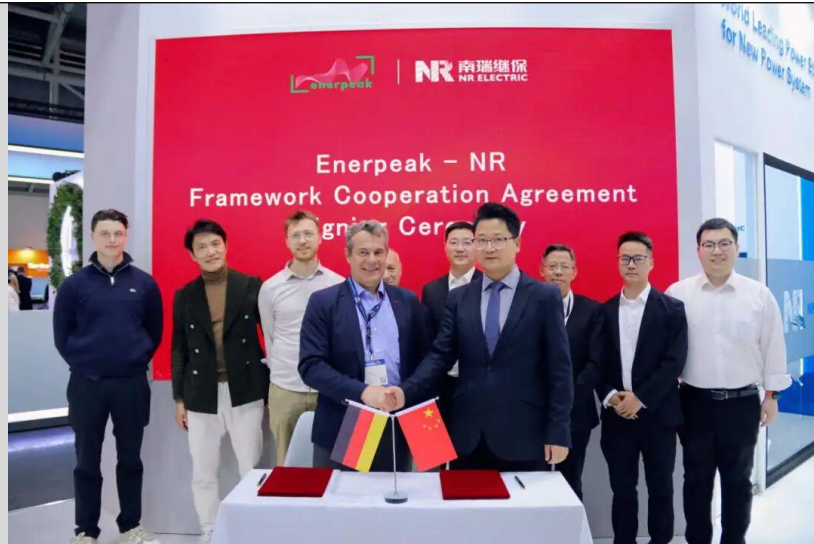 enerpeak
NR 南瑞继保
NR ELECTRIC
World Leading Power
for New Power System
Enerpeak – NR
Framework Cooperation Agreement